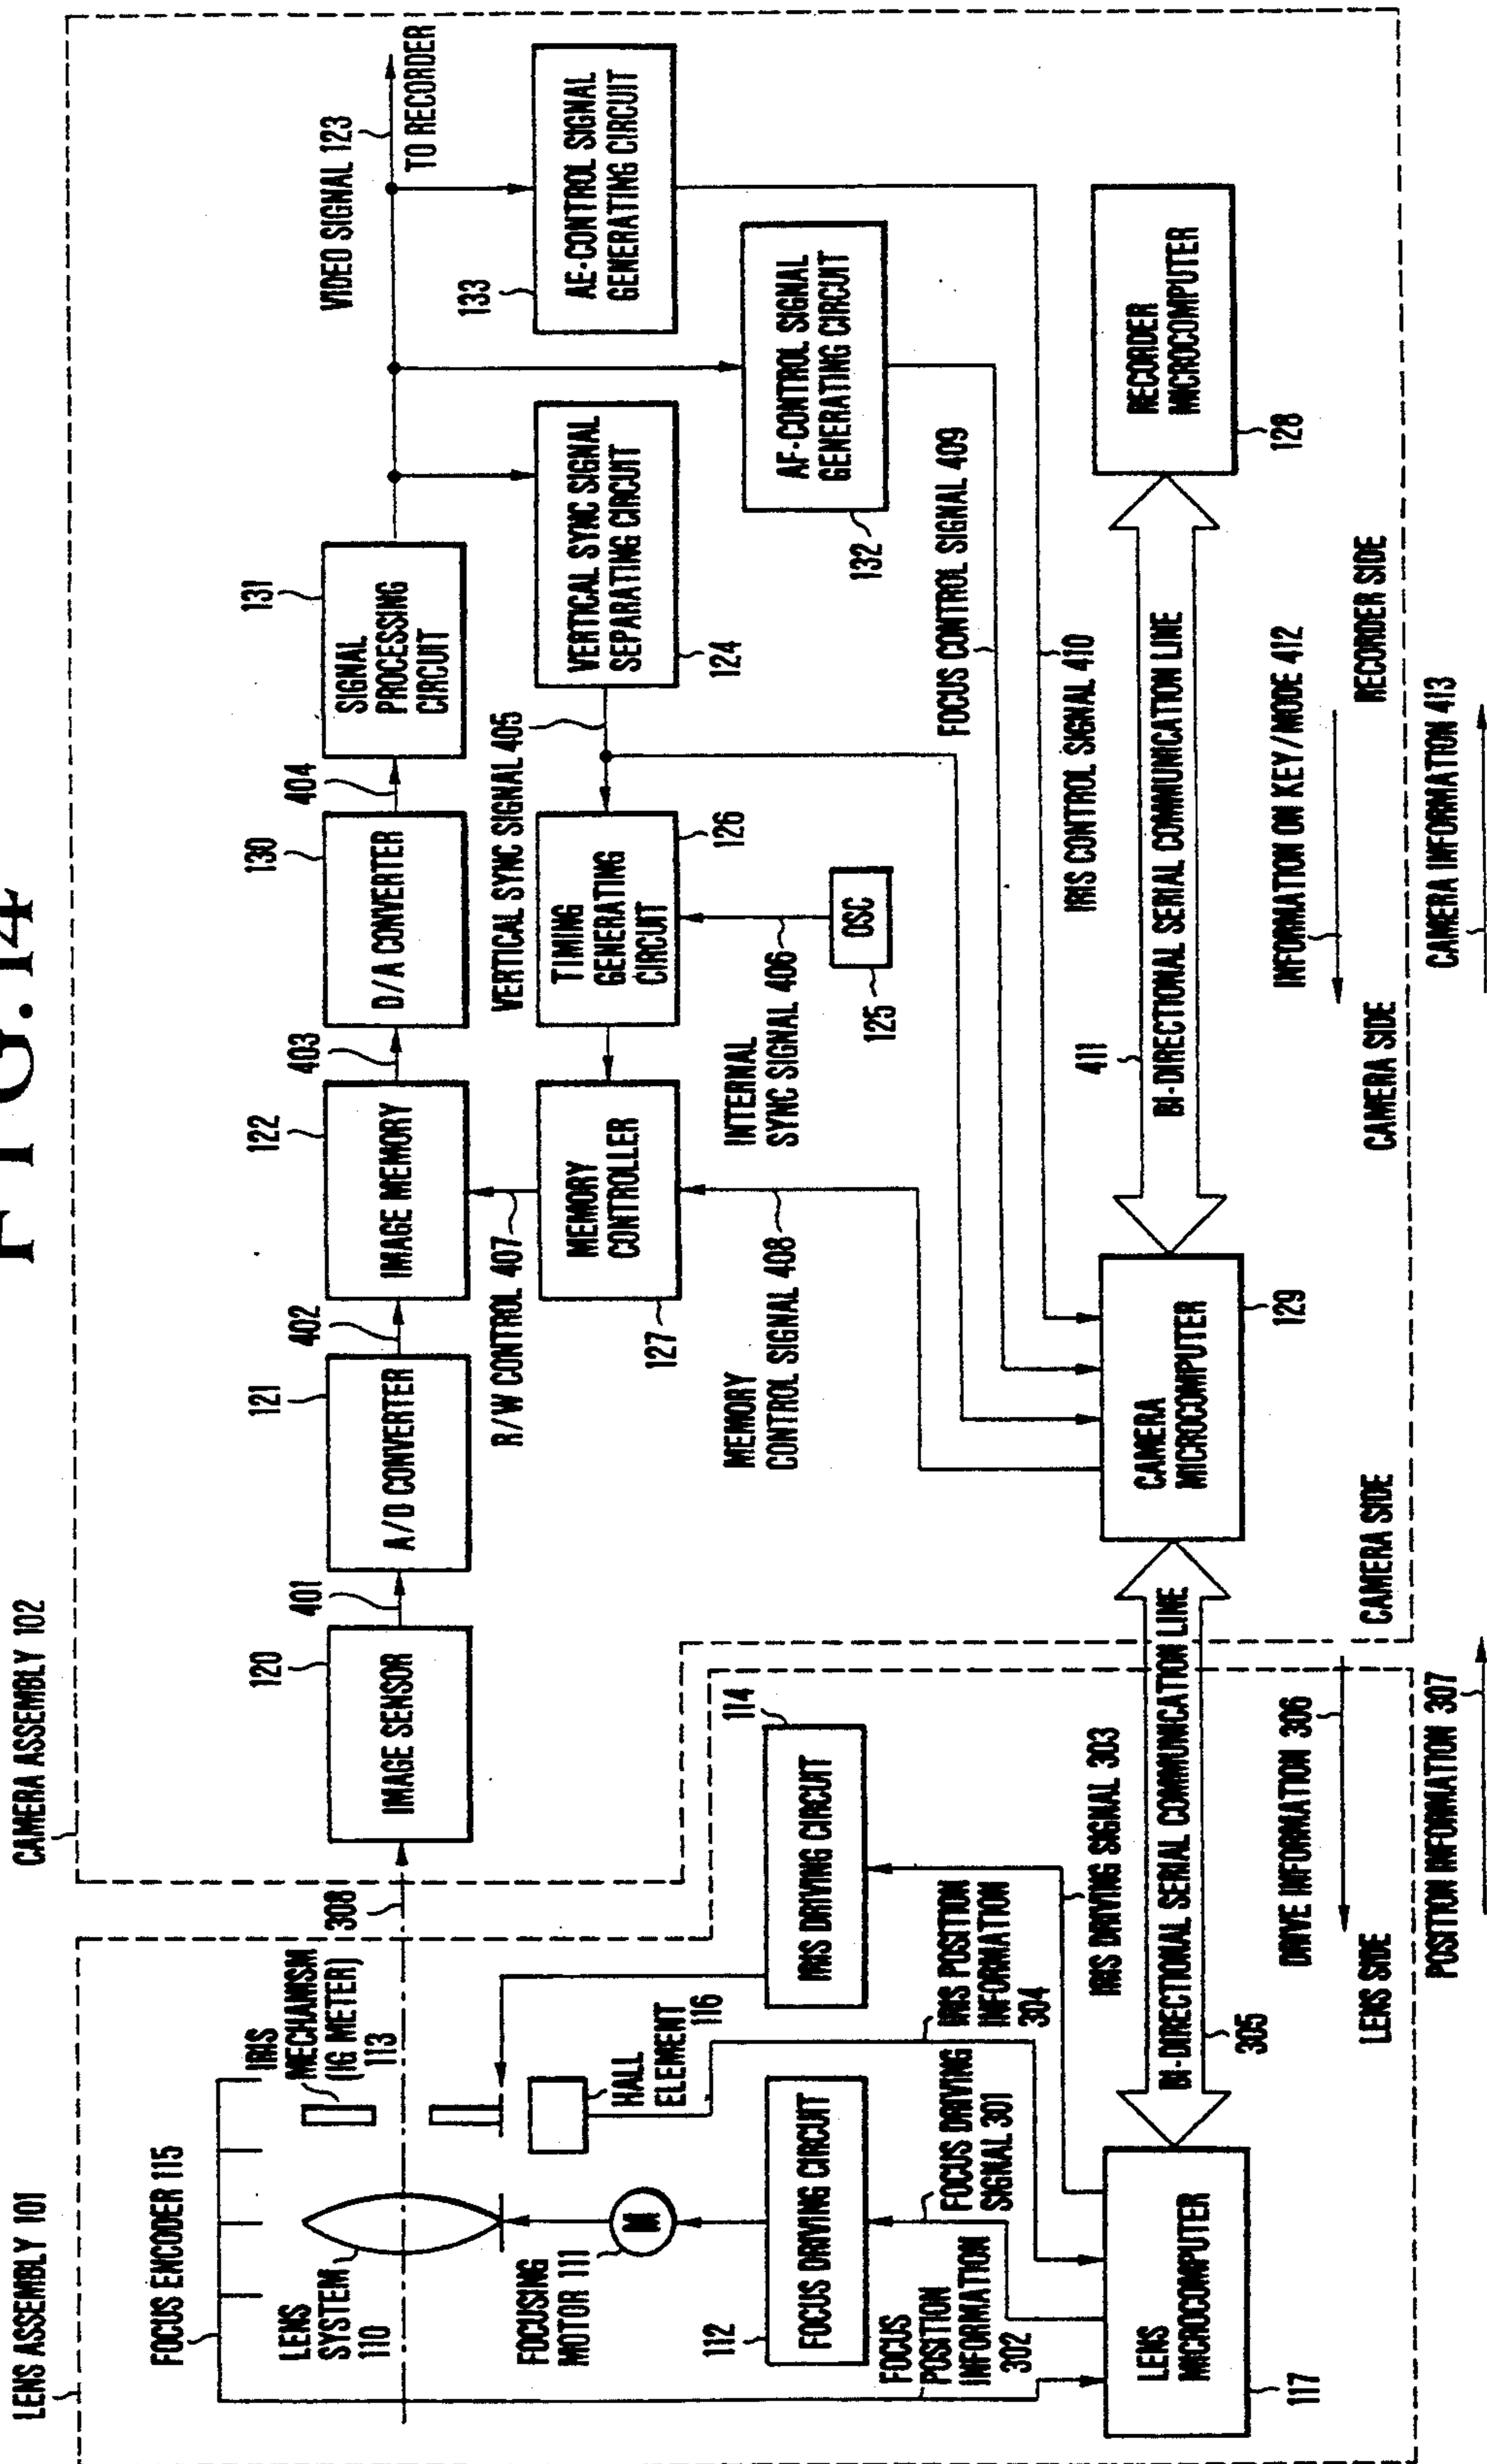 FIG.14
LENS ASSEMBLY 101
CAMERA ASSEMBLY 102
FOCUS ENCODER 115
IRIS
MECHANISM
(IG METER)
113
LENS
SYSTEM
110
308
120
IMAGE SENSOR
401
121
A/D CONVERTER
402
122
IMAGE MEMORY
403
130
D/A CONVERTER
404
131
SIGNAL
PROCESSING
CIRCUIT
VIDEO SIGNAL 123
TO RECORDER
FOCUSING
MOTOR 111
M
HALL
ELEMENT
116
R/W CONTROL 407
VERTICAL SYNC SIGNAL 405
133
127
MEMORY
CONTROLLER
TIMING
GENERATING
CIRCUIT
126
VERTICAL SYNC SIGNAL
SEPARATING CIRCUIT
124
AE-CONTROL SIGNAL
GENERATING CIRCUIT
112
FOCUS DRIVING CIRCUIT
114
IRIS DRIVING CIRCUIT
MEMORY
CONTROL SIGNAL 408
INTERNAL
SYNC SIGNAL 406
OSC
125
AF-CONTROL SIGNAL
GENERATING CIRCUIT
132
FOCUS
POSITION
INFORMATION
302
FOCUS DRIVING
SIGNAL 301
IRIS POSITION
INFORMATION
304
FOCUS CONTROL SIGNAL 409
IRIS DRIVING SIGNAL 303
IRIS CONTROL SIGNAL 410
LENS
MICROCOMPUTER
117
BI-DIRECTIONAL SERIAL COMMUNICATION LINE
305
CAMERA
MICROCOMPUTER
129
411
BI-DIRECTIONAL SERIAL COMMUNICATION LINE
RECORDER
MICROCOMPUTER
128
DRIVE INFORMATION 306
INFORMATION ON KEY/MODE 412
LENS SIDE
CAMERA SIDE
CAMERA SIDE
RECORDER SIDE
POSITION INFORMATION 307
CAMERA INFORMATION 413